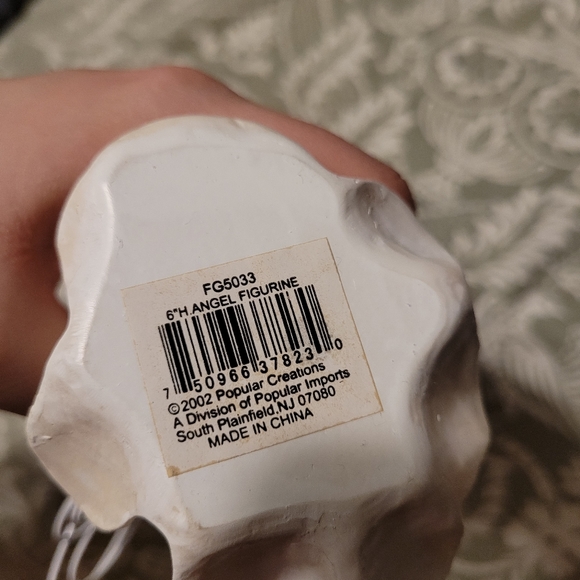 FG5033
6"H.ANGEL FIGURINE
7 50966 37823 0
©2002 Popular Creations
A Division of Popular Imports
South Plainfield,NJ 07080
MADE IN CHINA